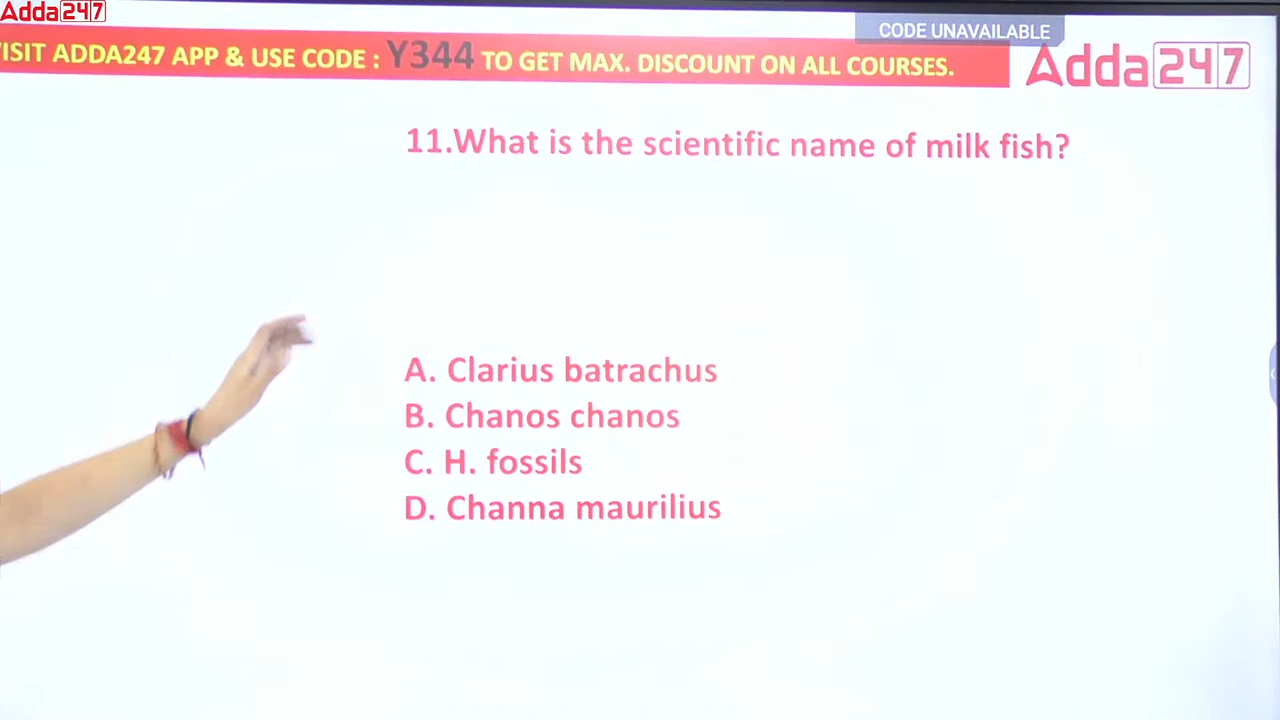 Adda247
CODE UNAVAILABLE
VISIT ADDA247 APP & USE CODE : Y344 TO GET MAX. DISCOUNT ON ALL COURSES.
Adda247
11.What is the scientific name of milk fish?
A. Clarius batrachus
B. Chanos chanos
C. H. fossils
D. Channa maurilius